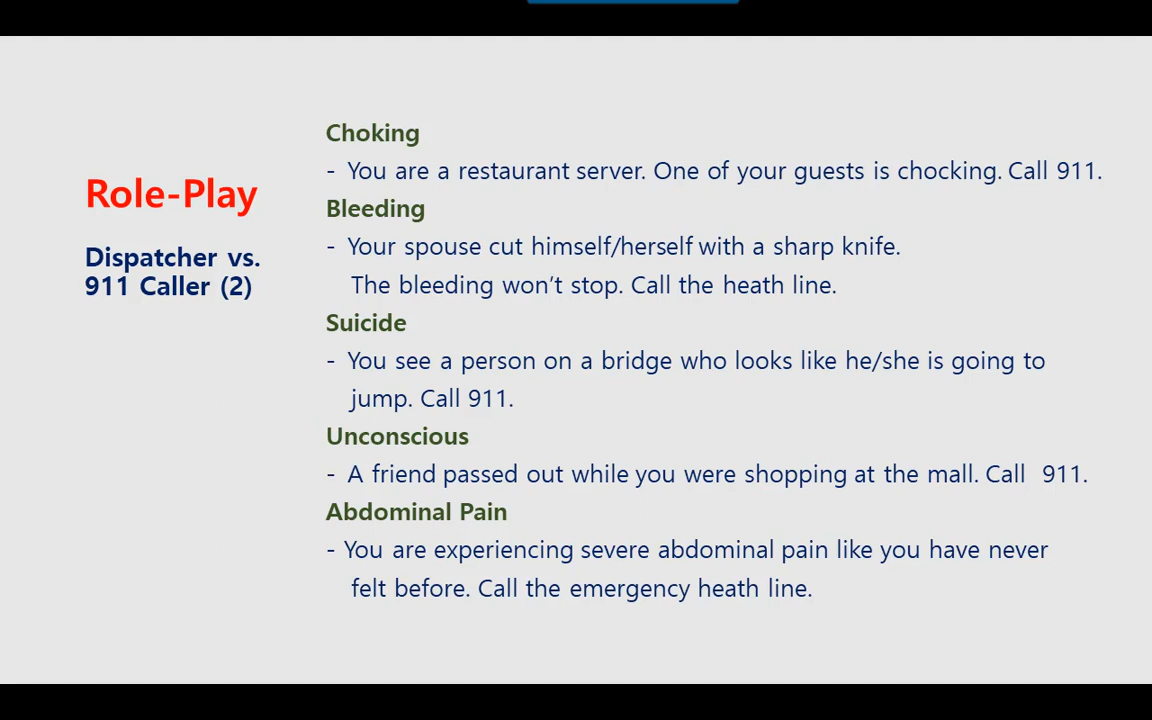 Role-Play
Dispatcher vs.
911 Caller (2)
Choking
- You are a restaurant server. One of your guests is chocking. Call 911.
Bleeding
- Your spouse cut himself/herself with a sharp knife.
The bleeding won’t stop. Call the heath line.
Suicide
- You see a person on a bridge who looks like he/she is going to
jump. Call 911.
Unconscious
- A friend passed out while you were shopping at the mall. Call 911.
Abdominal Pain
- You are experiencing severe abdominal pain like you have never
felt before. Call the emergency heath line.